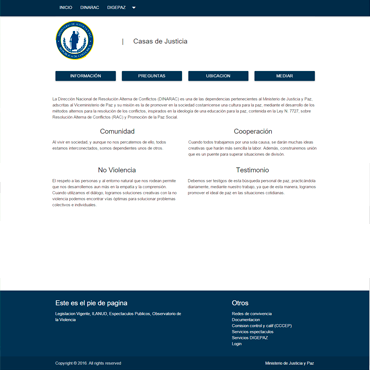 INICIO DINARAC DIGEPAZ
| Casas de Justicia
INFORMACIÓN PREGUNTAS UBICACION MEDIAR
La Dirección Nacional de Resolución Alterna de Conflictos (DINARAC) es una de las dependencias pertenecientes al Ministerio de Justicia y Paz,
adscritas al Viceministerio de Paz y su misión es la de promover en la sociedad costarricense una cultura para la paz, mediante el desarrollo de los
métodos alternos para la resolución de los conflictos, inspirados en la ideología de una educación para la paz, contenida en la Ley N. 7727, sobre
Resolución Alterna de Conflictos (RAC) y Promoción de la Paz Social.
Comunidad
Al vivir en sociedad, y aunque no nos percatemos de ello, todos
estamos interconectados, somos dependientes unos de otros.
Cooperación
Cuando todos trabajamos por una sola causa, se darán muchas ideas
creativas que harán más sencilla la labor. Además, construiremos unión
que es un puente para superar situaciones de división.
No Violencia
El respeto a las personas y al entorno natural que nos rodean permite
que nos desarrollemos aun más en la empatía y la comprensión.
Cuando utilizamos el diálogo, logramos soluciones creativas con la no
violencia podemos encontrar vías óptimas para solucionar problemas
colectivos e individuales.
Testimonio
Debemos ser testigos de esta búsqueda personal de paz, practicándola
diariamente, mediante nuestro trabajo, ya que de esta manera, logramos
promover el ideal de paz en las situaciones cotidianas.
Este es el pie de pagina
Legislacion Vigente, ILANUD, Espectaculos Publicos, Observatorio de
la Violencia
Otros
Redes de convivencia
Documentacion
Comision control y calif (CCCEP)
Servicios espectaculos
Servicios DIGEPAZ
Login
Copyright © 2016. All rights reserved
Ministerio de Justicia y Paz